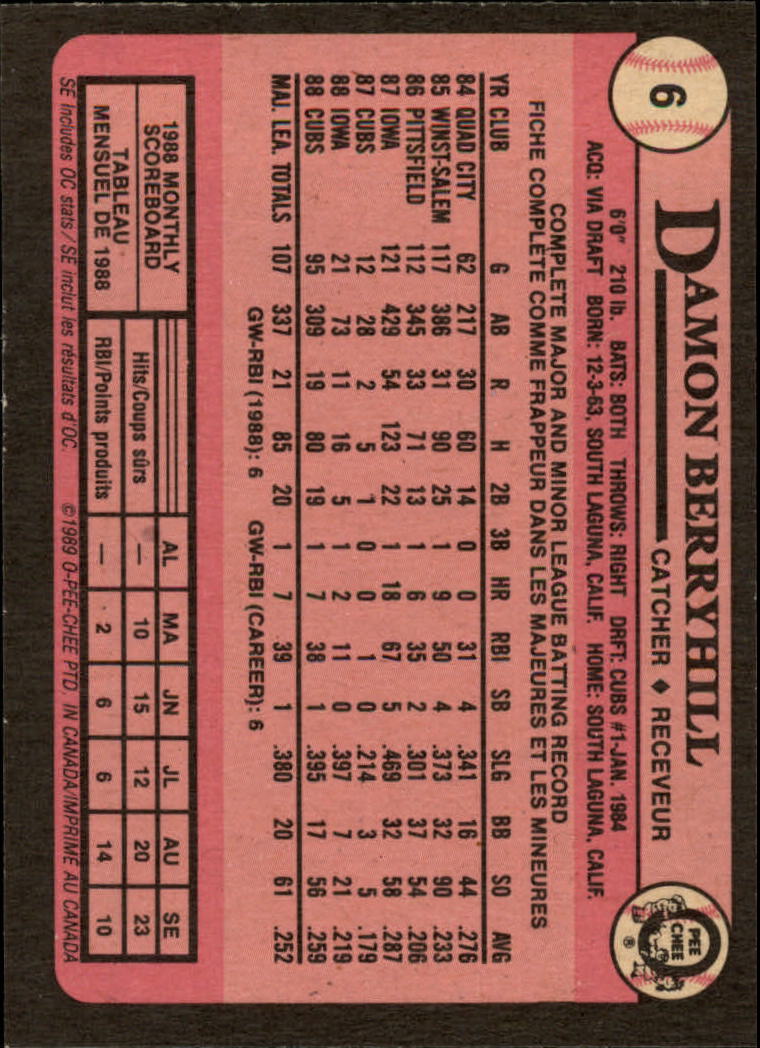 6
DAMON BERRYHILL
CATCHER ♦ RECEVEUR
O PEE CHEE ®
6'0" 210 lb. BATS: BOTH THROWS: RIGHT DRFT: CUBS #1-JAN. 1984
ACQ: VIA DRAFT BORN: 12-3-63, SOUTH LAGUNA, CALIF. HOME: SOUTH LAGUNA, CALIF.
COMPLETE MAJOR AND MINOR LEAGUE BATTING RECORD
FICHE COMPLÈTE COMME FRAPPEUR DANS LES MAJEURES ET LES MINEURES
YR CLUB G AB R H 2B 3B HR RBI SB SLG BB SO AVG
84 QUAD CITY 62 217 30 60 14 0 0 31 4 .341 16 44 .276
85 WINST-SALEM 117 386 31 90 25 1 9 50 4 .373 32 90 .233
86 PITTSFIELD 112 345 33 71 13 1 6 35 2 .301 37 54 .206
87 IOWA 121 429 54 123 22 1 18 67 5 .469 32 58 .287
87 CUBS 12 28 2 5 1 0 0 1 0 .214 3 5 .179
88 IOWA 21 73 11 16 5 1 2 11 0 .397 7 21 .219
88 CUBS 95 309 19 80 19 1 7 38 1 .395 17 56 .259
MAJ. LEA. TOTALS 107 337 21 85 20 1 7 39 1 .380 20 61 .252
GW-RBI (1988): 6 GW-RBI (CAREER): 6
1988 MONTHLY
SCOREBOARD
TABLEAU
MENSUEL DE 1988
AL MA JN JL AU SE
Hits/Coups sûrs — 10 15 12 20 23
RBI/Points produits — 2 6 6 14 10
SE includes OC stats/SE inclut les résultats d'OC. ©1989 O-PEE-CHEE PTD. IN CANADA/IMPRIMÉ AU CANADA